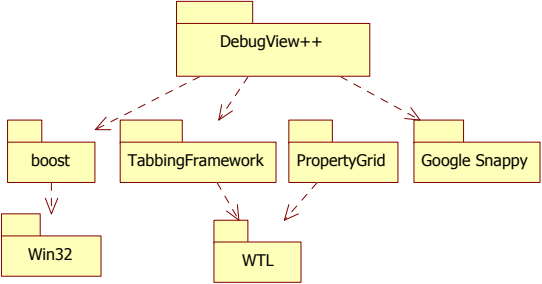 DebugView++
boost
TabbingFramework
PropertyGrid
Google Snappy
Win32
WTL